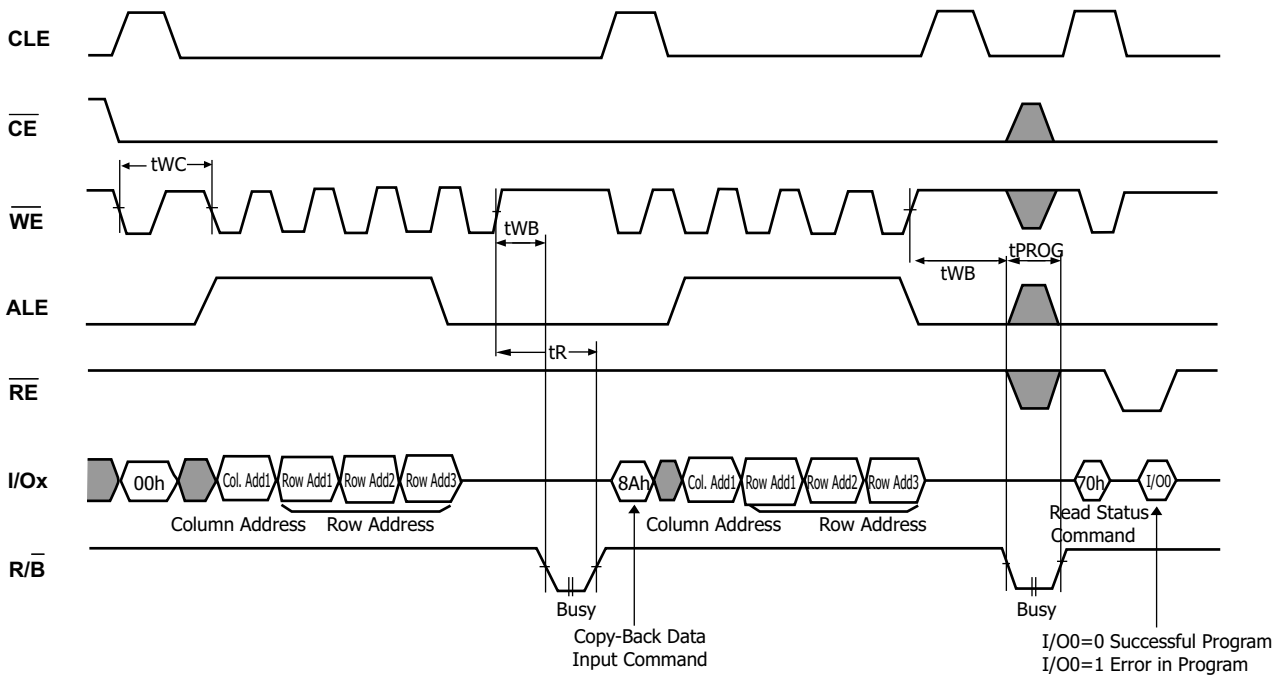 CLE
CE
tWC
WE
tWB
tPROG
tWB
ALE
tR
RE
I/Ox
00h
Col. Add1
Row Add1
Row Add2
Row Add3
8Ah
Col. Add1
Row Add1
Row Add2
Row Add3
70h
I/O0
Column Address
Row Address
Column Address
Row Address
Read Status
Command
R/B
Busy
Busy
Copy-Back Data
Input Command
I/O0=0 Successful Program
I/O0=1 Error in Program